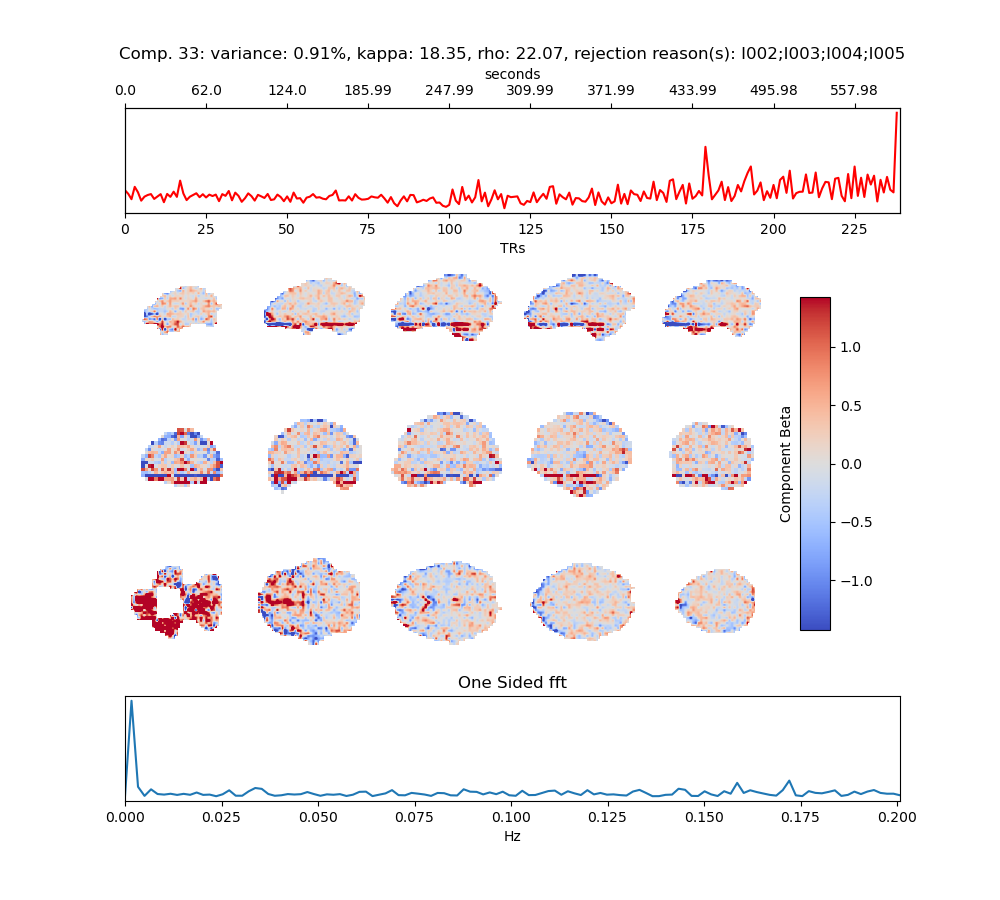 Comp. 33: variance: 0.91%, kappa: 18.35, rho: 22.07, rejection reason(s): I002;I003;I004;I005
seconds
0.0 62.0 124.0 185.99 247.99 309.99 371.99 433.99 495.98 557.98
0 25 50 75 100 125 150 175 200 225
TRs
1.0
0.5
0.0
−0.5
−1.0
Component Beta
One Sided fft
0.000 0.025 0.050 0.075 0.100 0.125 0.150 0.175 0.200
Hz